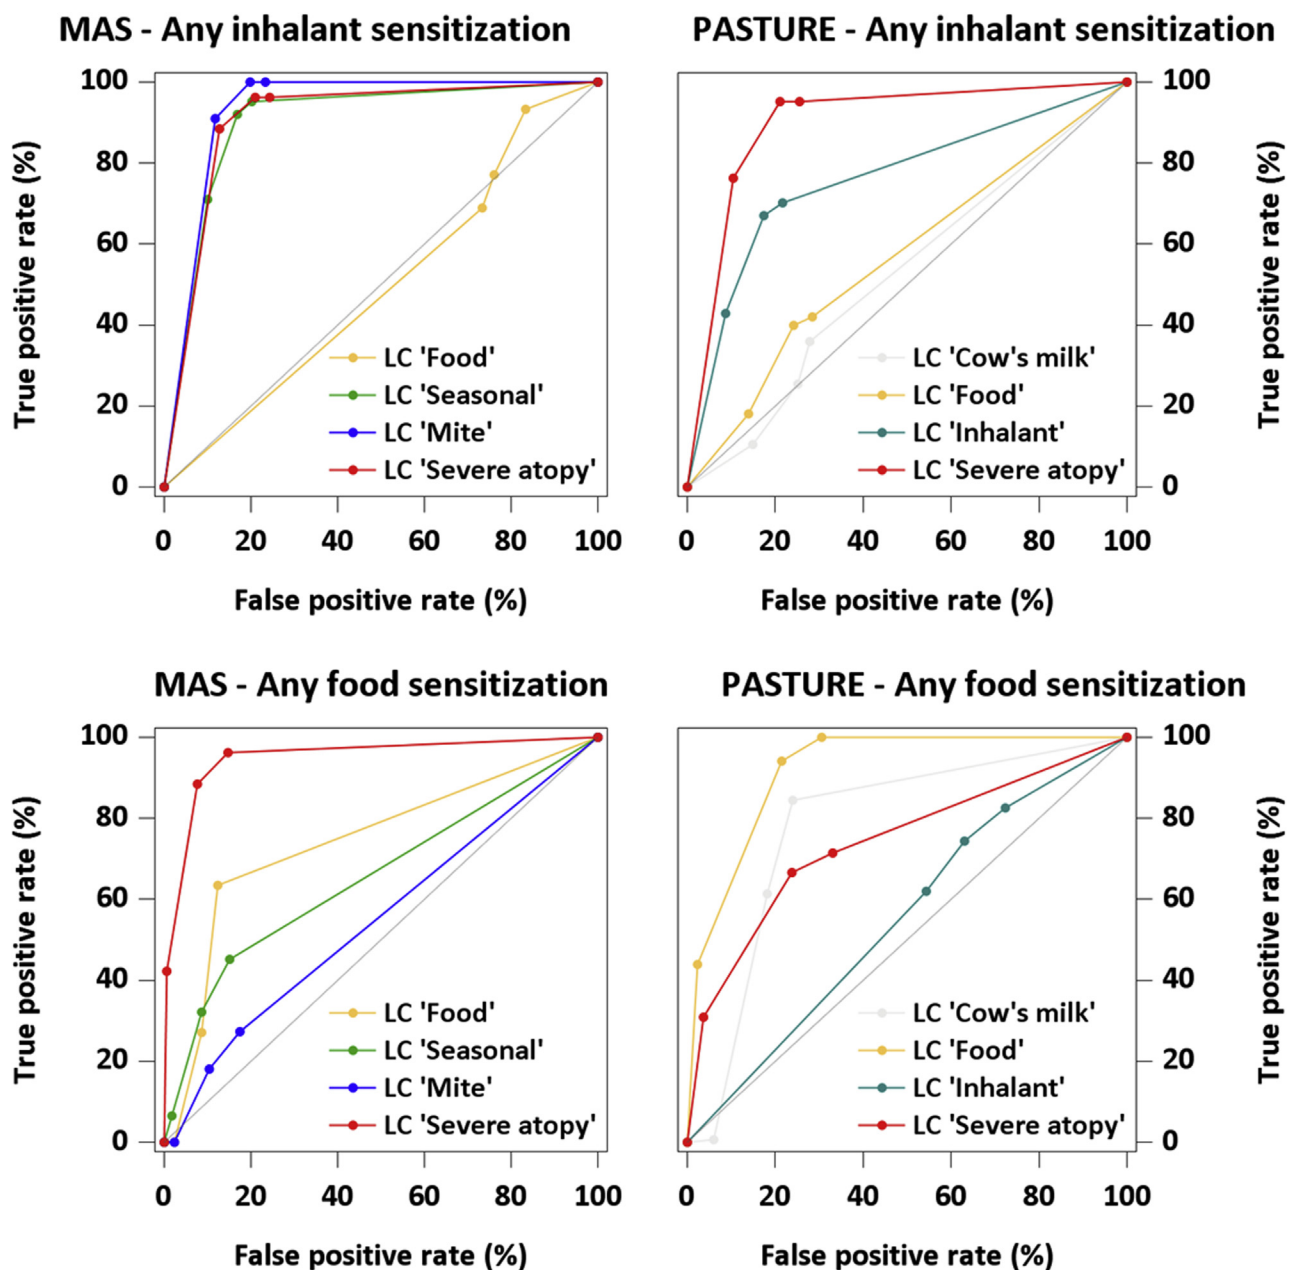 MAS - Any inhalant sensitization
PASTURE - Any inhalant sensitization
100
80
60
40
20
0
True positive rate (%)
LC 'Food'
LC 'Seasonal'
LC 'Mite'
LC 'Severe atopy'
0 20 40 60 80 100
False positive rate (%)
LC 'Cow's milk'
LC 'Food'
LC 'Inhalant'
LC 'Severe atopy'
100
80
60
40
20
0
True positive rate (%)
0 20 40 60 80 100
False positive rate (%)
MAS - Any food sensitization
PASTURE - Any food sensitization
100
80
60
40
20
0
True positive rate (%)
LC 'Food'
LC 'Seasonal'
LC 'Mite'
LC 'Severe atopy'
0 20 40 60 80 100
False positive rate (%)
LC 'Cow's milk'
LC 'Food'
LC 'Inhalant'
LC 'Severe atopy'
100
80
60
40
20
0
True positive rate (%)
0 20 40 60 80 100
False positive rate (%)